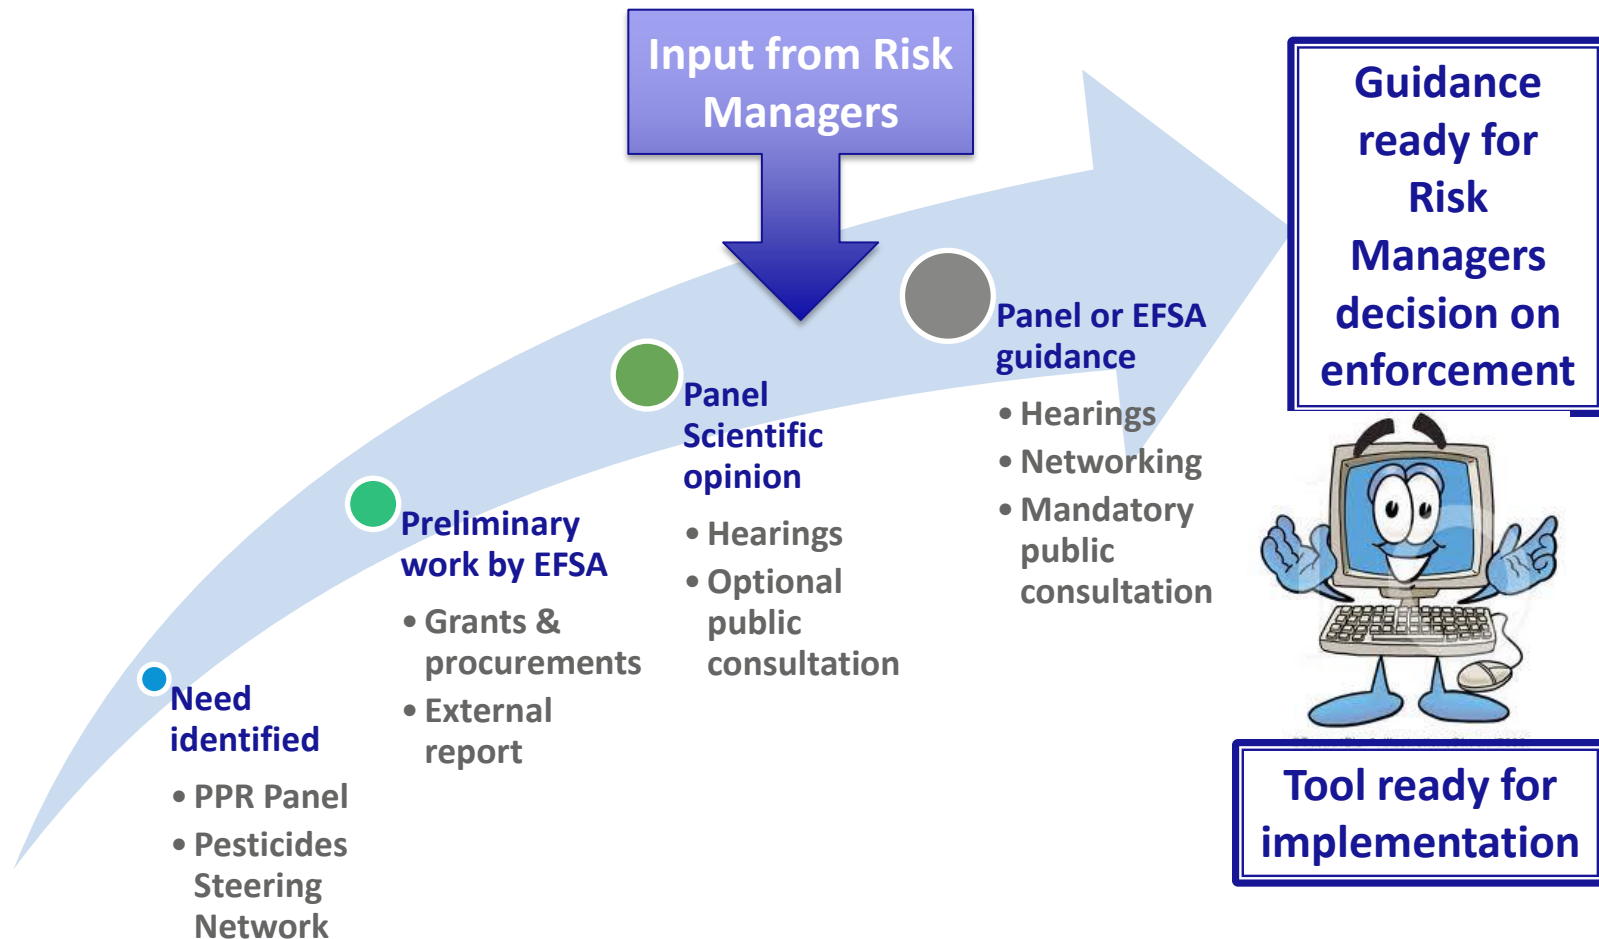 Input from Risk
Managers
Guidance
ready for
Risk
Managers
decision on
enforcement
Panel or EFSA
guidance
• Hearings
• Networking
• Mandatory
public
consultation
Panel
Scientific
opinion
• Hearings
• Optional
public
consultation
Preliminary
work by EFSA
• Grants &
procurements
• External
report
Need
identified
• PPR Panel
• Pesticides
Steering
Network
Tool ready for
implementation